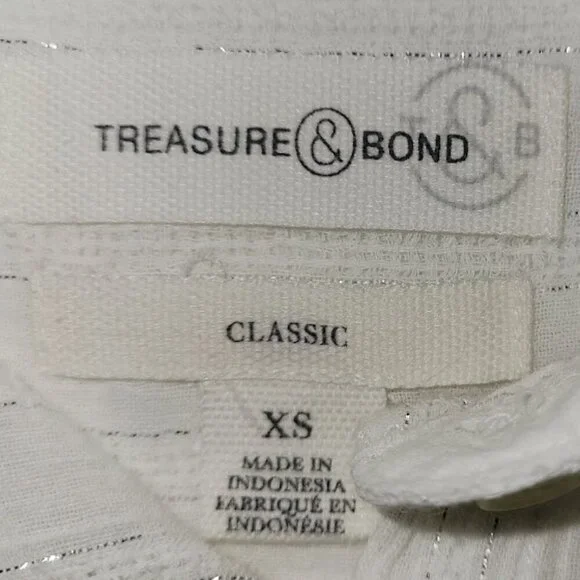 TREASURE & BOND
T & B
CLASSIC
XS
MADE IN
INDONESIA
FABRIQUÉ EN
INDONÉSIE